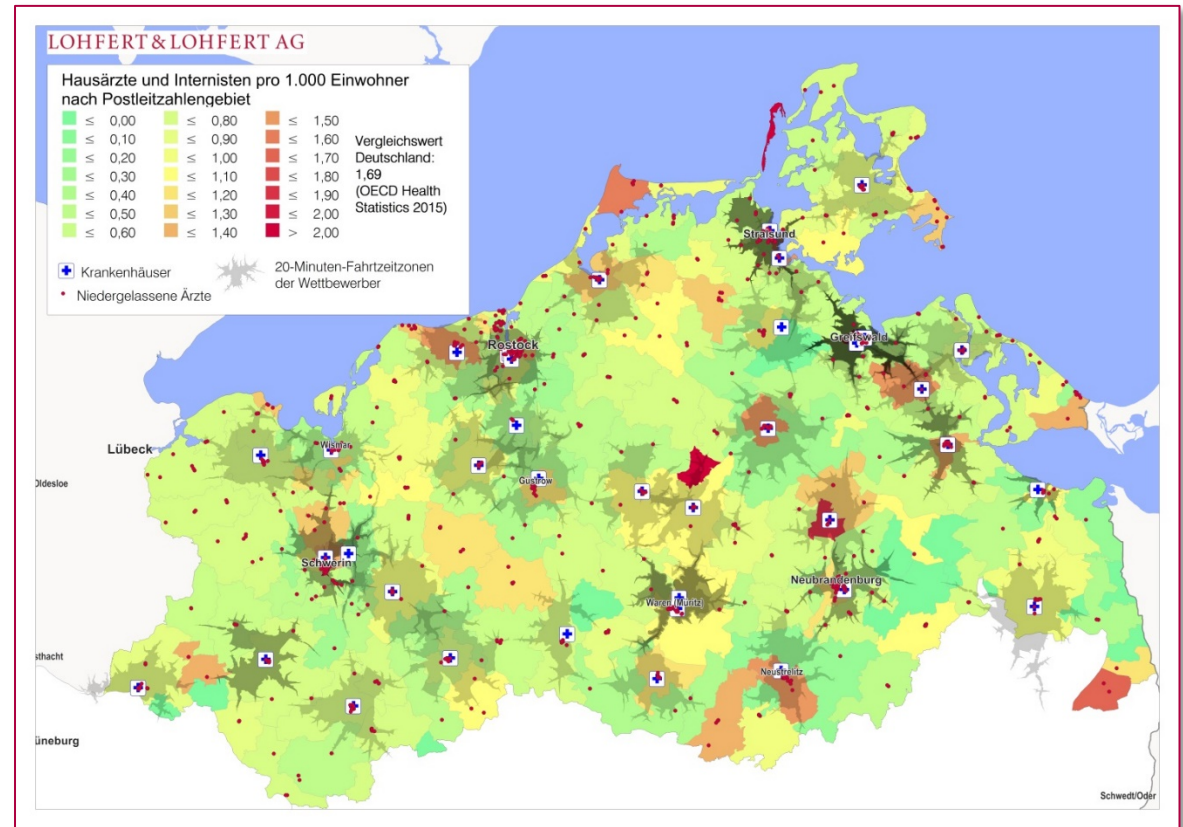 LOHFERT & LOHFERT AG
Hausärzte und Internisten pro 1.000 Einwohner
nach Postleitzahlengebiet
≤ 0,00 ≤ 0,80 ≤ 1,50
≤ 0,10 ≤ 0,90 ≤ 1,60
≤ 0,20 ≤ 1,00 ≤ 1,70
≤ 0,30 ≤ 1,10 ≤ 1,80
≤ 0,40 ≤ 1,20 ≤ 1,90
≤ 0,50 ≤ 1,30 ≤ 2,00
≤ 0,60 ≤ 1,40 > 2,00
Vergleichswert
Deutschland:
1,69
(OECD Health
Statistics 2015)
Krankenhäuser
20-Minuten-Fahrtzeitzonen
der Wettbewerber
Niedergelassene Ärzte
Stralsund
Greifswald
Rostock
Lübeck
Wismar
Oldesloe
Güstrow
Schwerin
Neubrandenburg
Waren (Müritz)
sthacht
Neustrelitz
üneburg
Schwedt/Oder